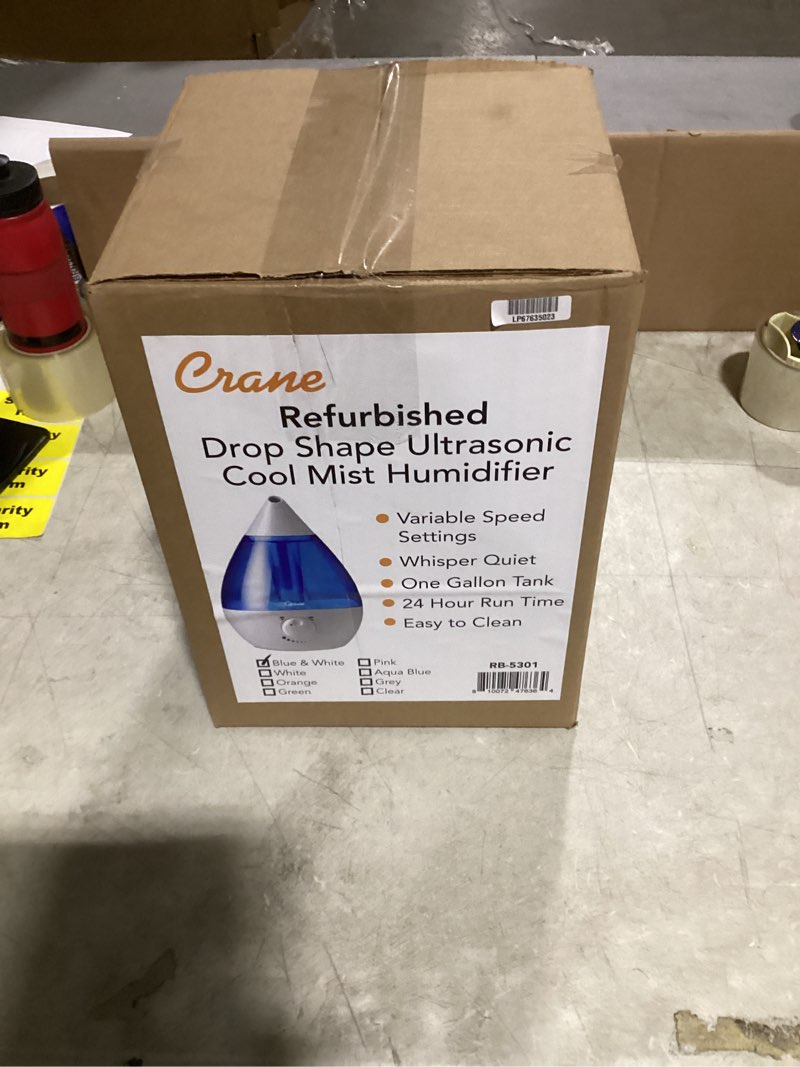 LP67635023
Crane
Refurbished
Drop Shape Ultrasonic
Cool Mist Humidifier
Variable Speed
Settings
Whisper Quiet
One Gallon Tank
24 Hour Run Time
Easy to Clean
Blue & White
White
Orange
Green
Pink
Aqua Blue
Grey
Clear
RB-5301